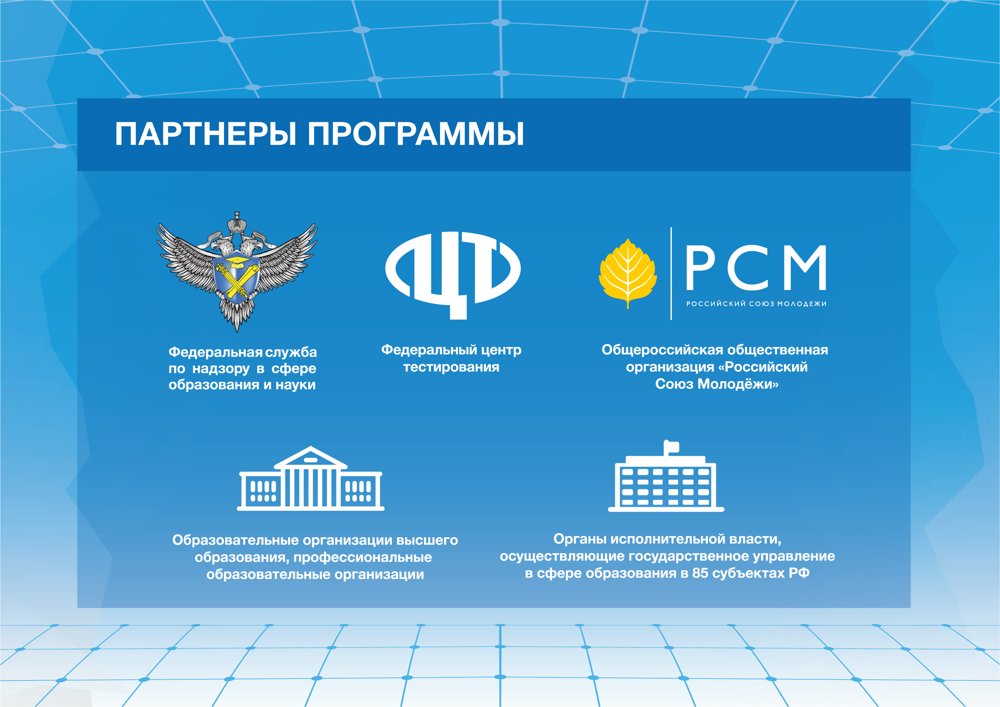 ПАРТНЕРЫ ПРОГРАММЫ
ЦТ
РСМ
РОССИЙСКИЙ СОЮЗ МОЛОДЕЖИ
Федеральная служба
по надзору в сфере
образования и науки
Федеральный центр
тестирования
Общероссийская общественная
организация «Российский
Союз Молодёжи»
Образовательные организации высшего
образования, профессиональные
образовательные организации
Органы исполнительной власти,
осуществляющие государственное управление
в сфере образования в 85 субъектах РФ